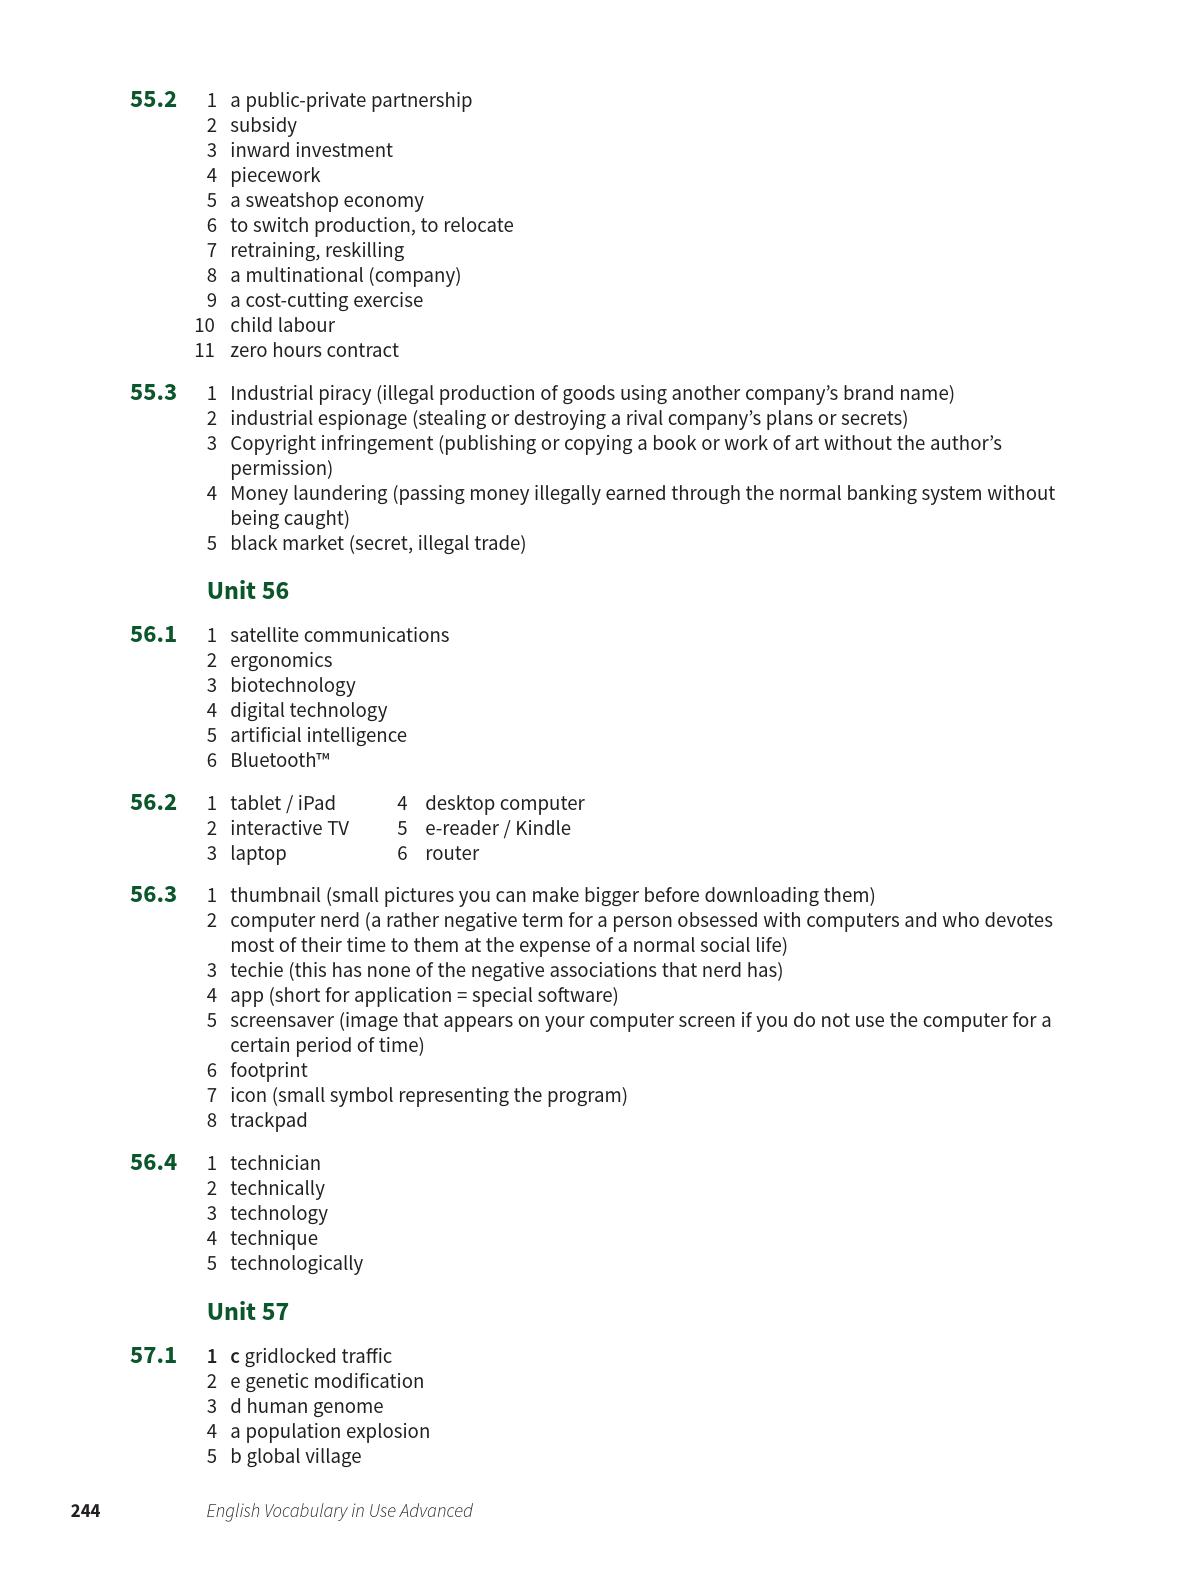 55.2 1 a public-private partnership
2 subsidy
3 inward investment
4 piecework
5 a sweatshop economy
6 to switch production, to relocate
7 retraining, reskilling
8 a multinational (company)
9 a cost-cutting exercise
10 child labour
11 zero hours contract
55.3 1 Industrial piracy (illegal production of goods using another company’s brand name)
2 industrial espionage (stealing or destroying a rival company’s plans or secrets)
3 Copyright infringement (publishing or copying a book or work of art without the author’s
permission)
4 Money laundering (passing money illegally earned through the normal banking system without
being caught)
5 black market (secret, illegal trade)
Unit 56
56.1 1 satellite communications
2 ergonomics
3 biotechnology
4 digital technology
5 artificial intelligence
6 Bluetooth™
56.2 1 tablet / iPad 4 desktop computer
2 interactive TV 5 e-reader / Kindle
3 laptop 6 router
56.3 1 thumbnail (small pictures you can make bigger before downloading them)
2 computer nerd (a rather negative term for a person obsessed with computers and who devotes
most of their time to them at the expense of a normal social life)
3 techie (this has none of the negative associations that nerd has)
4 app (short for application = special software)
5 screensaver (image that appears on your computer screen if you do not use the computer for a
certain period of time)
6 footprint
7 icon (small symbol representing the program)
8 trackpad
56.4 1 technician
2 technically
3 technology
4 technique
5 technologically
Unit 57
57.1 1 c gridlocked traffic
2 e genetic modification
3 d human genome
4 a population explosion
5 b global village
244 English Vocabulary in Use Advanced